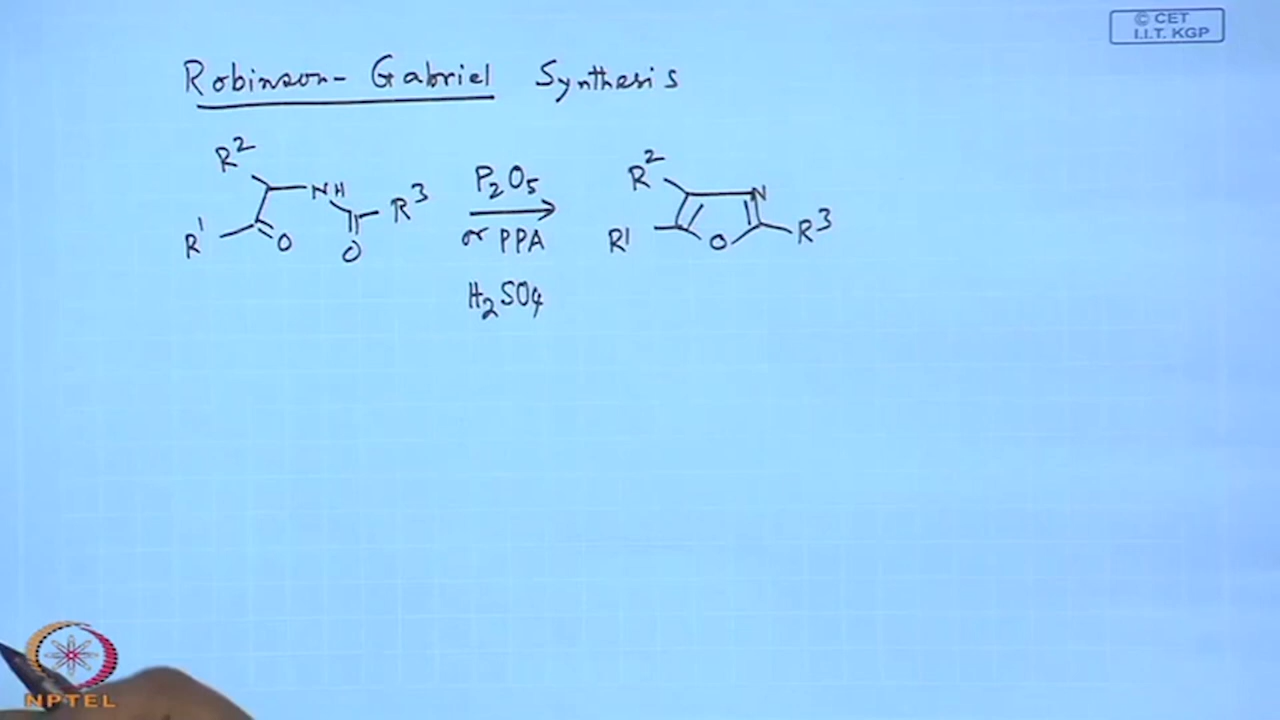 © CET
I.I.T. KGP
Robinson-Gabriel Synthesis
R²
NH
R³
R¹
O
O
P₂O₅
or PPA
H₂SO₄
R²
N
R¹
O
R³
NPTEL